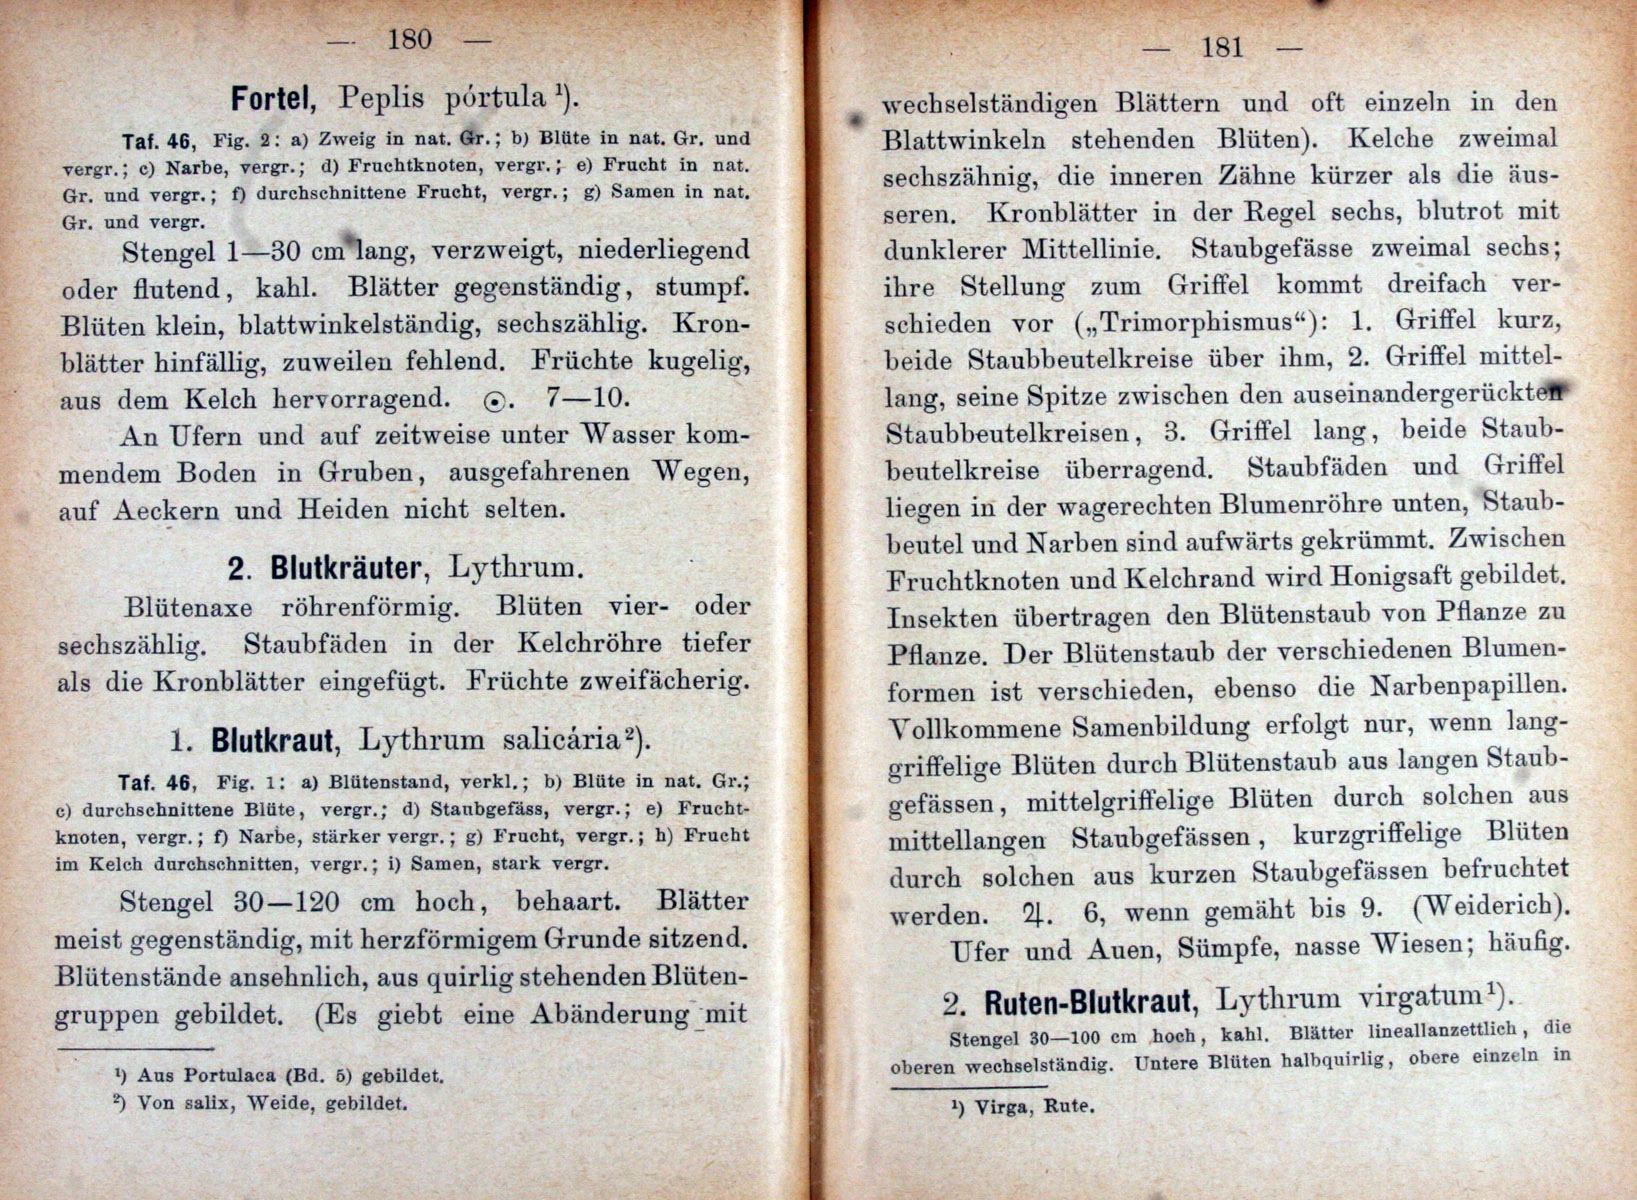 — 180 —
Fortel, Peplis pórtula ¹).
Taf. 46, Fig. 2: a) Zweig in nat. Gr.; b) Blüte in nat. Gr. und
vergr.; c) Narbe, vergr.; d) Fruchtknoten, vergr.; e) Frucht in nat.
Gr. und vergr.; f) durchschnittene Frucht, vergr.; g) Samen in nat.
Gr. und vergr.
Stengel 1—30 cm lang, verzweigt, niederliegend
oder flutend, kahl. Blätter gegenständig, stumpf.
Blüten klein, blattwinkelständig, sechszählig. Kron-
blätter hinfällig, zuweilen fehlend. Früchte kugelig,
aus dem Kelch hervorragend. ⊙. 7—10.
An Ufern und auf zeitweise unter Wasser kom-
mendem Boden in Gruben, ausgefahrenen Wegen,
auf Aeckern und Heiden nicht selten.
2. Blutkräuter, Lythrum.
Blütenaxe röhrenförmig. Blüten vier- oder
sechszählig. Staubfäden in der Kelchröhre tiefer
als die Kronblätter eingefügt. Früchte zweifächerig.
1. Blutkraut, Lythrum salicária²).
Taf. 46, Fig. 1: a) Blütenstand, verkl.; b) Blüte in nat. Gr.;
c) durchschnittene Blüte, vergr.; d) Staubgefäss, vergr.; e) Frucht-
knoten, vergr.; f) Narbe, stärker vergr.; g) Frucht, vergr.; h) Frucht
im Kelch durchschnitten, vergr.; i) Samen, stark vergr.
Stengel 30—120 cm hoch, behaart. Blätter
meist gegenständig, mit herzförmigem Grunde sitzend.
Blütenstände ansehnlich, aus quirlig stehenden Blüten-
gruppen gebildet. (Es giebt eine Abänderung mit
¹) Aus Portulaca (Bd. 5) gebildet.
²) Von salix, Weide, gebildet.
— 181 —
wechselständigen Blättern und oft einzeln in den
Blattwinkeln stehenden Blüten). Kelche zweimal
sechszähnig, die inneren Zähne kürzer als die äus-
seren. Kronblätter in der Regel sechs, blutrot mit
dunklerer Mittellinie. Staubgefässe zweimal sechs;
ihre Stellung zum Griffel kommt dreifach ver-
schieden vor („Trimorphismus“): 1. Griffel kurz,
beide Staubbeutelkreise über ihm, 2. Griffel mittel-
lang, seine Spitze zwischen den auseinandergerückten
Staubbeutelkreisen, 3. Griffel lang, beide Staub-
beutelkreise überragend. Staubfäden und Griffel
liegen in der wagerechten Blumenröhre unten, Staub-
beutel und Narben sind aufwärts gekrümmt. Zwischen
Fruchtknoten und Kelchrand wird Honigsaft gebildet.
Insekten übertragen den Blütenstaub von Pflanze zu
Pflanze. Der Blütenstaub der verschiedenen Blumen-
formen ist verschieden, ebenso die Narbenpapillen.
Vollkommene Samenbildung erfolgt nur, wenn lang-
griffelige Blüten durch Blütenstaub aus langen Staub-
gefässen, mittelgriffelige Blüten durch solchen aus
mittellangen Staubgefässen, kurzgriffelige Blüten
durch solchen aus kurzen Staubgefässen befruchtet
werden. ♃. 6, wenn gemäht bis 9. (Weiderich).
Ufer und Auen, Sümpfe, nasse Wiesen; häufig.
2. Ruten-Blutkraut, Lythrum virgatum¹).
Stengel 30—100 cm hoch, kahl. Blätter lineallanzettlich, die
oberen wechselständig. Untere Blüten halbquirlig, obere einzeln in
¹) Virga, Rute.